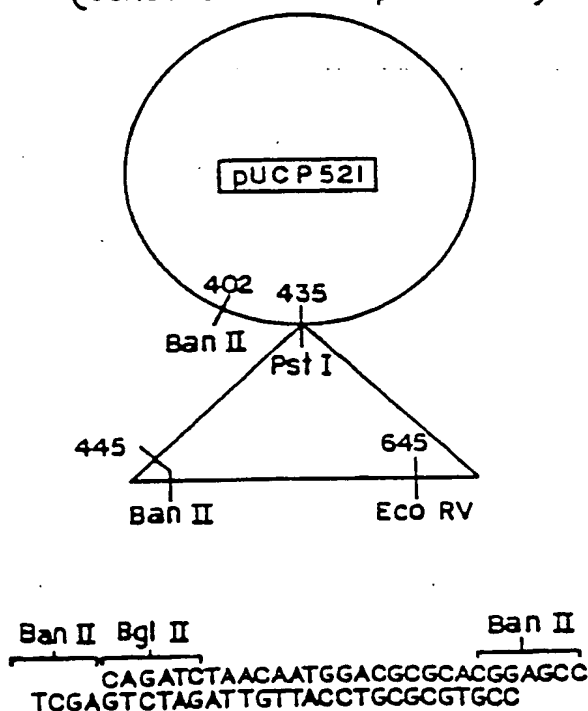 pUCP521
402
435
Ban II
Pst I
445
645
Ban II
Eco RV
Ban II Bgl II Ban II
CAGATCTAACAATGGACGCGCACGGAGCC
TCGAGTCTAGATTGTTACCTGCGCGTGCC